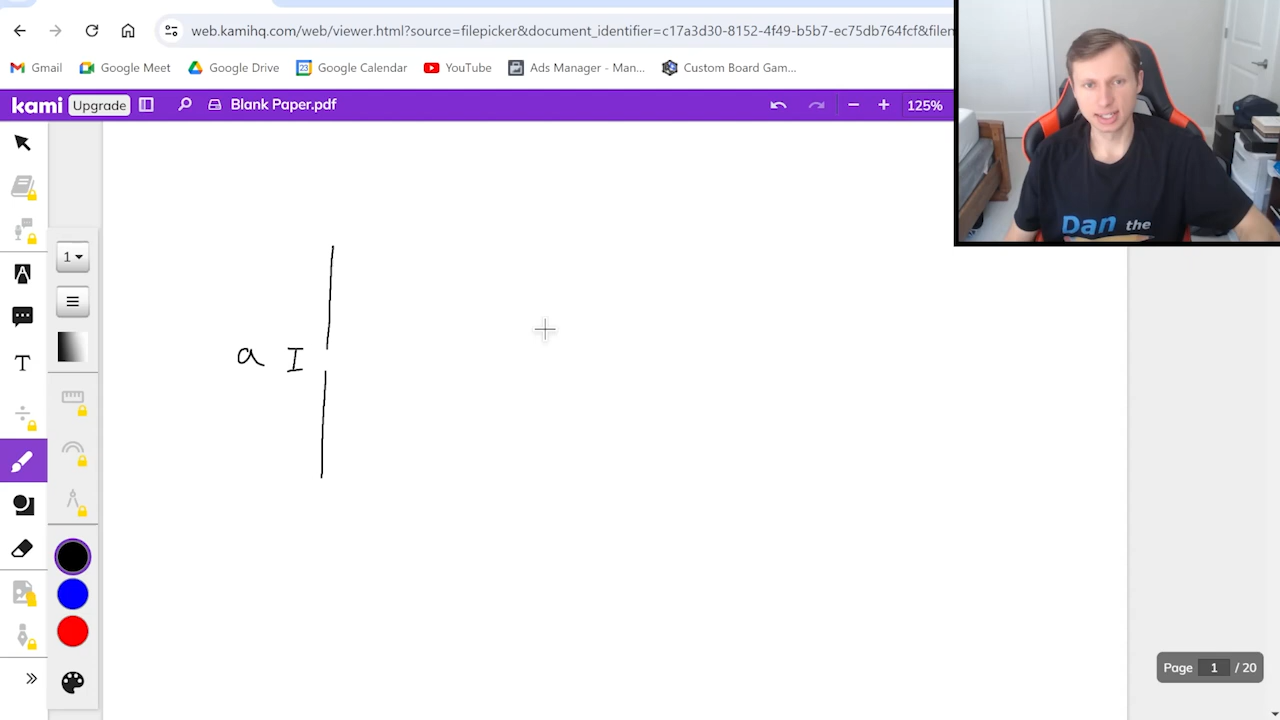 web.kamihq.com/web/viewer.html?source=filepicker&document_identifier=c17a3d30-8152-4f49-b5b7-ec75db764fcf&filen
Gmail Google Meet Google Drive 23 Google Calendar YouTube Ads Manager - Man... Custom Board Gam...
kami Upgrade Blank Paper.pdf 125%
Dan the
1
a I
A
T
Page 1 / 20